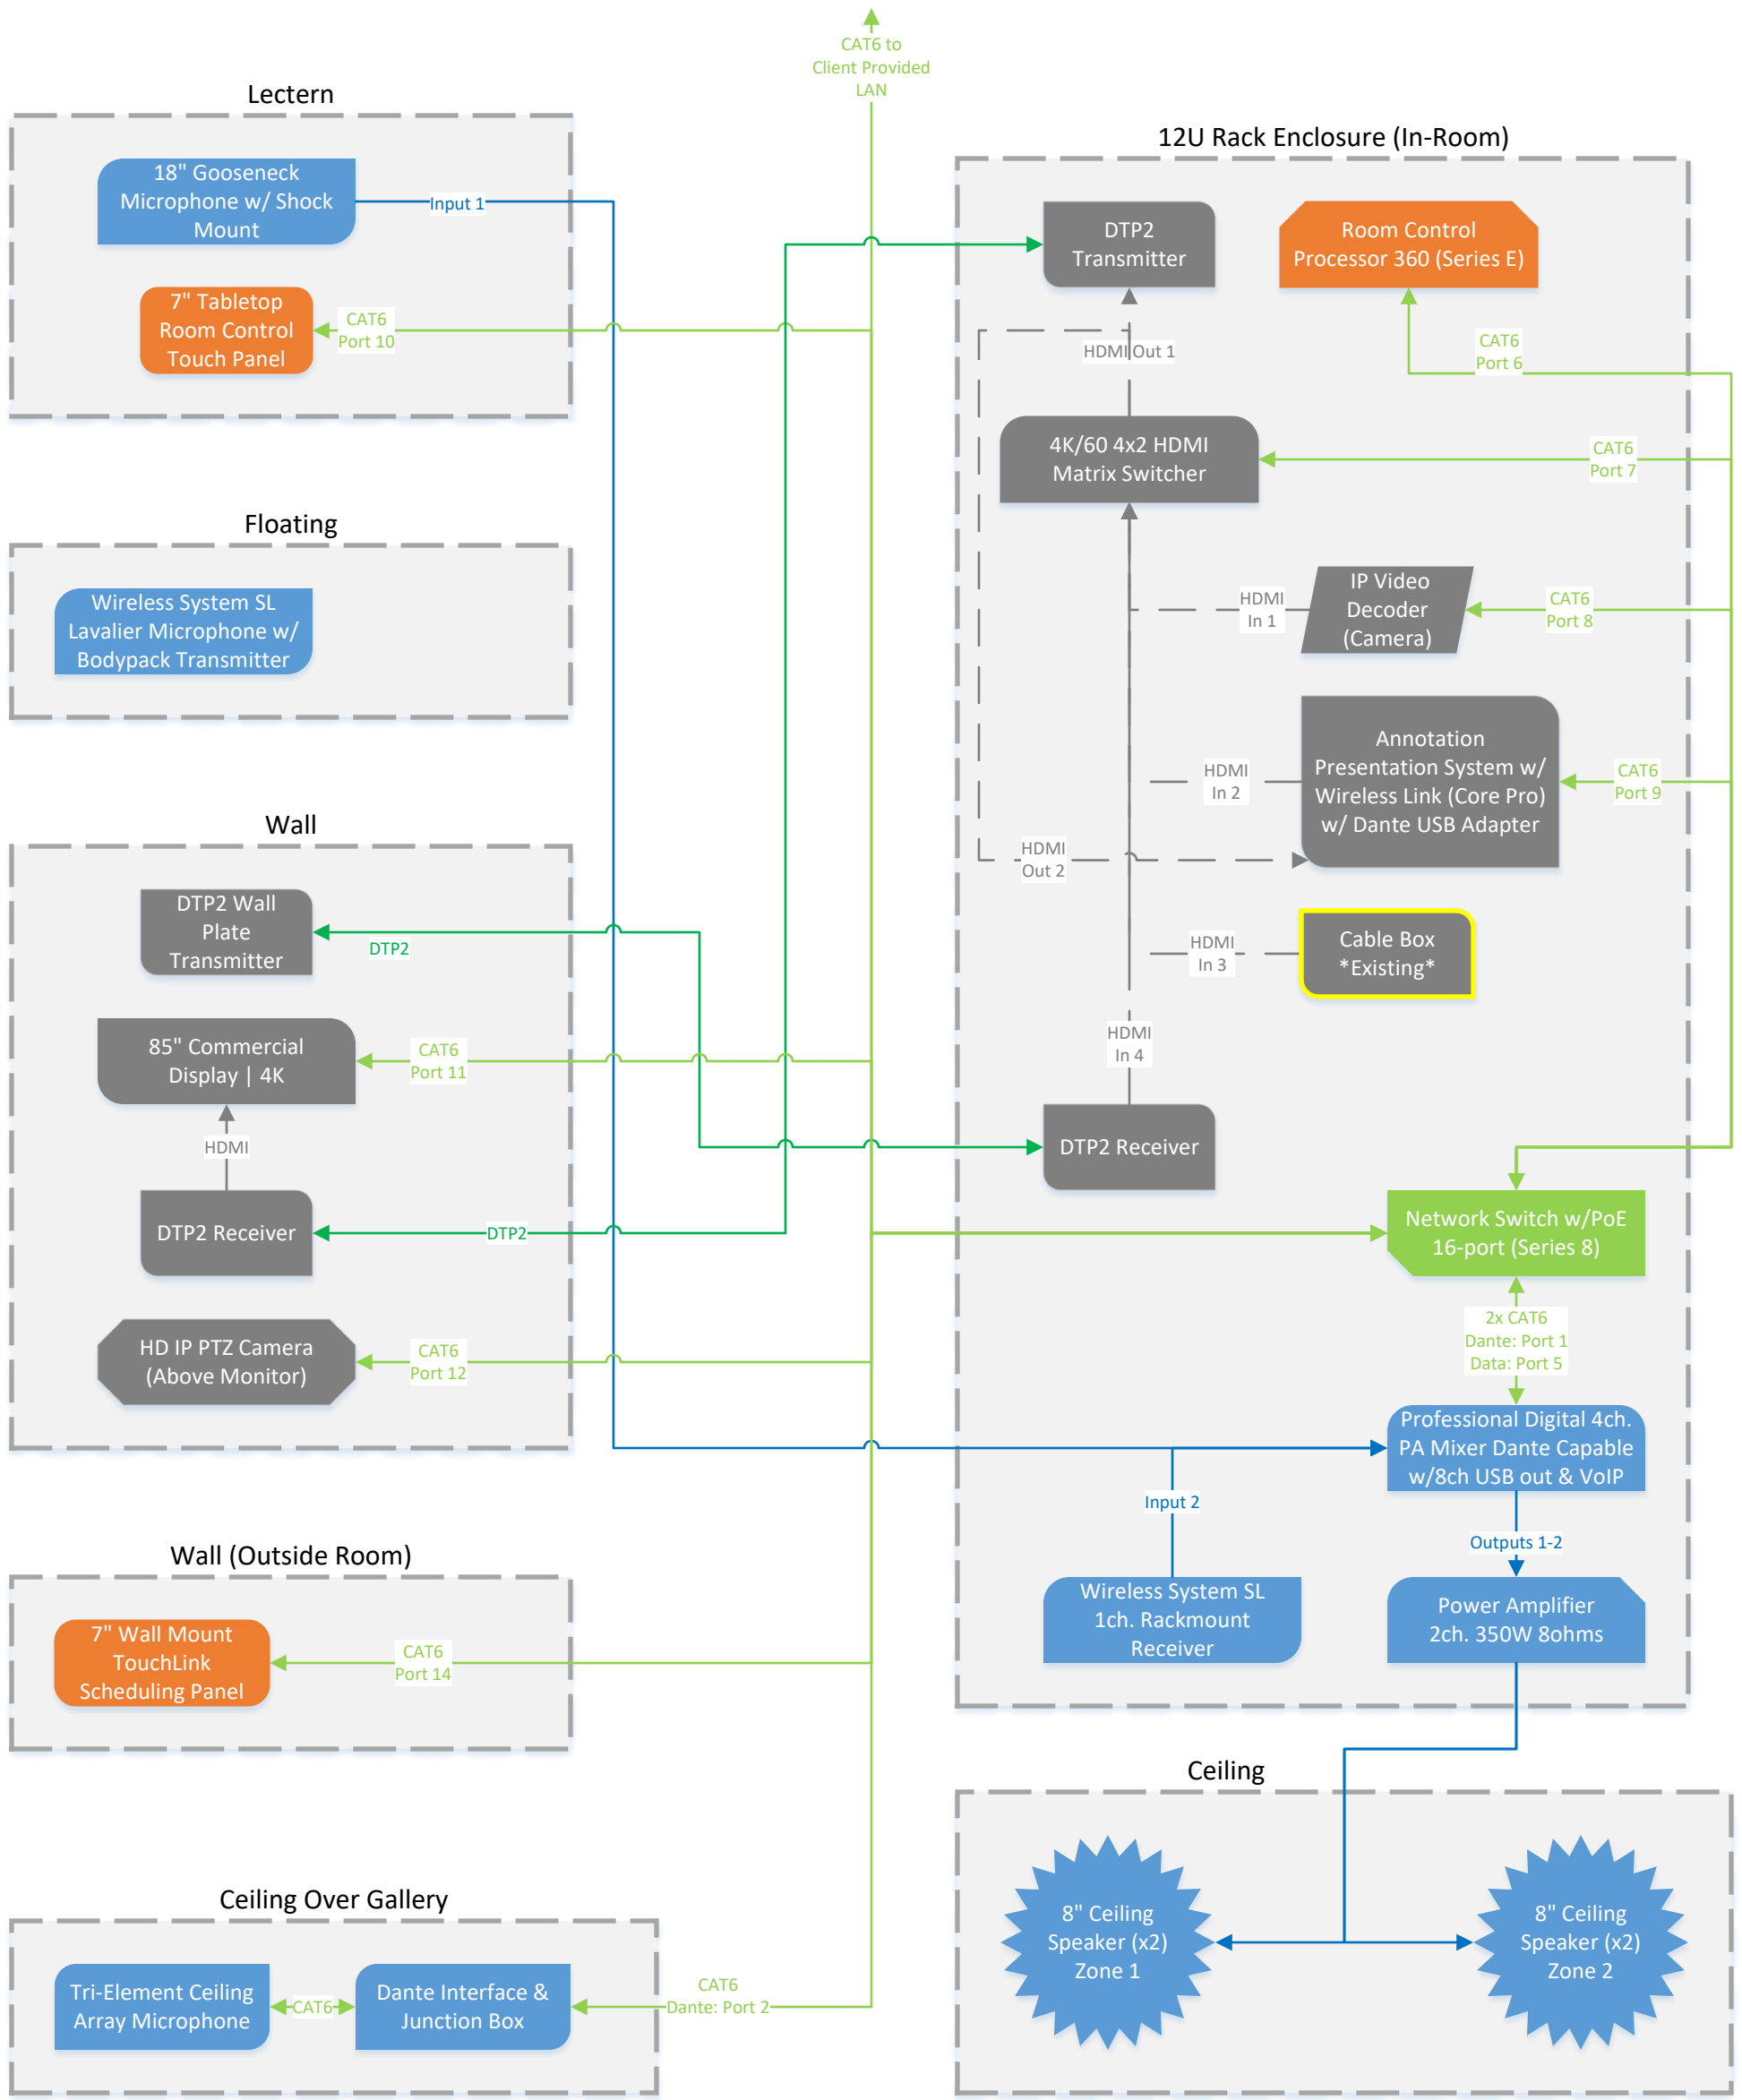 CAT6 to
Client Provided
LAN
Lectern
18" Gooseneck
Microphone w/ Shock
Mount
Input 1
7" Tabletop
Room Control
Touch Panel
CAT6
Port 10
Floating
Wireless System SL
Lavalier Microphone w/
Bodypack Transmitter
Wall
DTP2 Wall
Plate
Transmitter
DTP2
85" Commercial
Display | 4K
CAT6
Port 11
HDMI
DTP2 Receiver
DTP2
HD IP PTZ Camera
(Above Monitor)
CAT6
Port 12
Wall (Outside Room)
7" Wall Mount
TouchLink
Scheduling Panel
CAT6
Port 14
Ceiling Over Gallery
Tri-Element Ceiling
Array Microphone
CAT6
Dante Interface &
Junction Box
CAT6
Dante: Port 2
12U Rack Enclosure (In-Room)
DTP2
Transmitter
Room Control
Processor 360 (Series E)
HDMI Out 1
CAT6
Port 6
4K/60 4x2 HDMI
Matrix Switcher
CAT6
Port 7
HDMI
In 1
IP Video
Decoder
(Camera)
CAT6
Port 8
HDMI
In 2
Annotation
Presentation System w/
Wireless Link (Core Pro)
w/ Dante USB Adapter
CAT6
Port 9
HDMI
Out 2
HDMI
In 3
Cable Box
*Existing*
HDMI
In 4
DTP2 Receiver
Network Switch w/PoE
16-port (Series 8)
2x CAT6
Dante: Port 1
Data: Port 5
Professional Digital 4ch.
PA Mixer Dante Capable
w/8ch USB out & VoIP
Input 2
Outputs 1-2
Wireless System SL
1ch. Rackmount
Receiver
Power Amplifier
2ch. 350W 8ohms
Ceiling
8" Ceiling
Speaker (x2)
Zone 1
8" Ceiling
Speaker (x2)
Zone 2